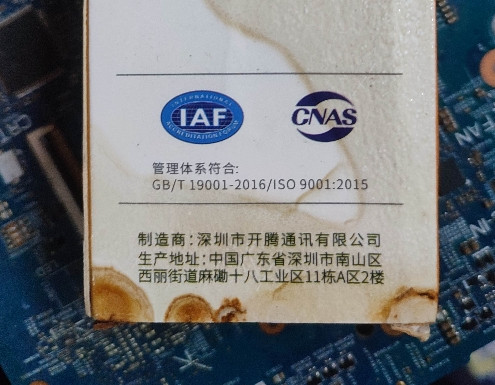 INTERNATIONAL
IAF
ACCREDITATION FORUM
CNAS
管理体系符合:
GB/T 19001-2016/ISO 9001:2015
制造商:深圳市开腾通讯有限公司
生产地址:中国广东省深圳市南山区
西丽街道麻磡十八工业区11栋A区2楼